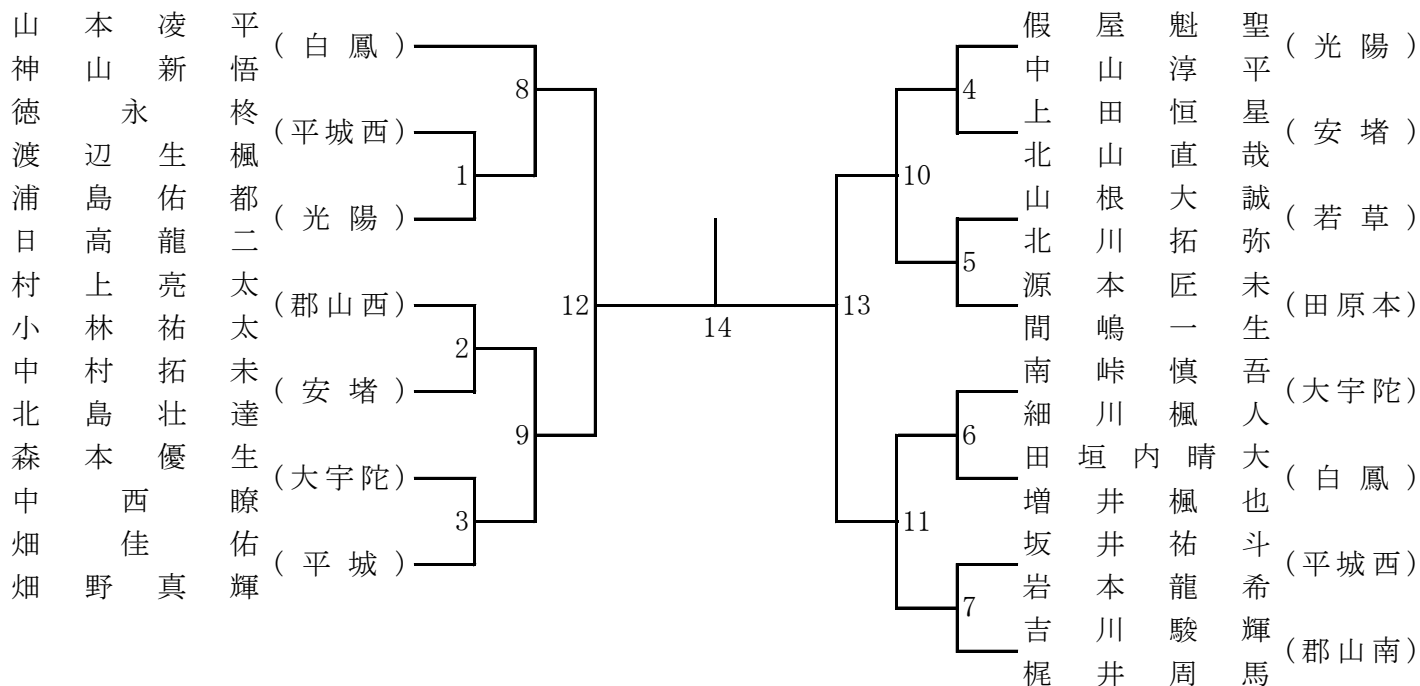 山本凌平
神山新悟
(白鳳)
徳永柊
渡辺生楓
(平城西)
浦島佑都
日高龍二
(光陽)
村上亮太
小林祐太
(郡山西)
中村拓未
北島壮達
(安堵)
森本優生
中西瞭
(大宇陀)
畑佳佑
畑野真輝
(平城)
8
1
2
9
3
12
14
13
4
10
5
6
11
7
假屋魁聖
中山淳平
(光陽)
上田恒星
北山直哉
(安堵)
山根大誠
北川拓弥
(若草)
源本匠未
間嶋一生
(田原本)
南峠慎吾
細川楓人
(大宇陀)
田垣内晴大
増井楓也
(白鳳)
坂井祐斗
岩本龍希
(平城西)
吉川駿輝
梶井周馬
(郡山南)